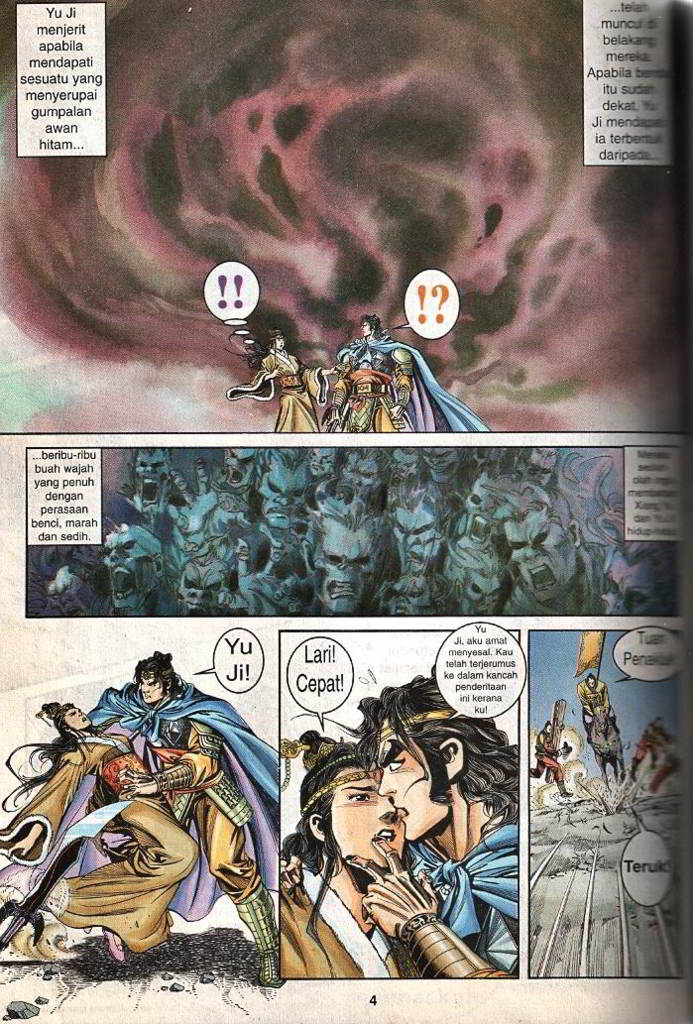 Yu Ji
menjerit
apabila
mendapati
sesuatu yang
menyerupai
gumpalan
awan
hitam...
...telah
muncul di
belakang
mereka.
Apabila
itu sudah
dekat, Yu
Ji mendapati
ia terbentuk
daripada...
!!
!?
...beribu-ribu
buah wajah
yang penuh
dengan
perasaan
benci, marah
dan sedih.
Xiang
dan
Yu
Ji!
Lari!
Cepat!
Yu
Ji, aku amat
menyesal. Kau
telah terjerumus
ke dalam kancah
penderitaan
ini kerana
ku!
Tuan
Teruk!
4